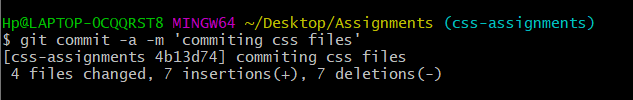 Hp@LAPTOP-OCQQRST8 MINGW64 ~/Desktop/Assignments (css-assignments)
$ git commit -a -m 'commiting css files'
[css-assignments 4b13d74] commiting css files
 4 files changed, 7 insertions(+), 7 deletions(-)